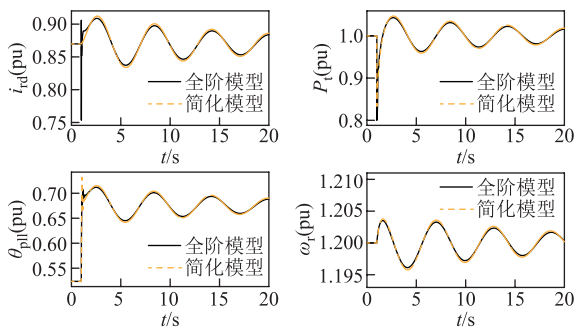 0.90
0.85
0.80
0.75
i_rd(pu)
全阶模型
简化模型
0 5 10 15 20
t/s
1.0
0.9
0.8
P_t(pu)
全阶模型
简化模型
0 5 10 15 20
t/s
0.70
0.65
0.60
0.55
θ_pll(pu)
全阶模型
简化模型
0 5 10 15 20
t/s
1.210
1.205
1.200
1.195
ω_r(pu)
全阶模型
简化模型
0 5 10 15 20
t/s